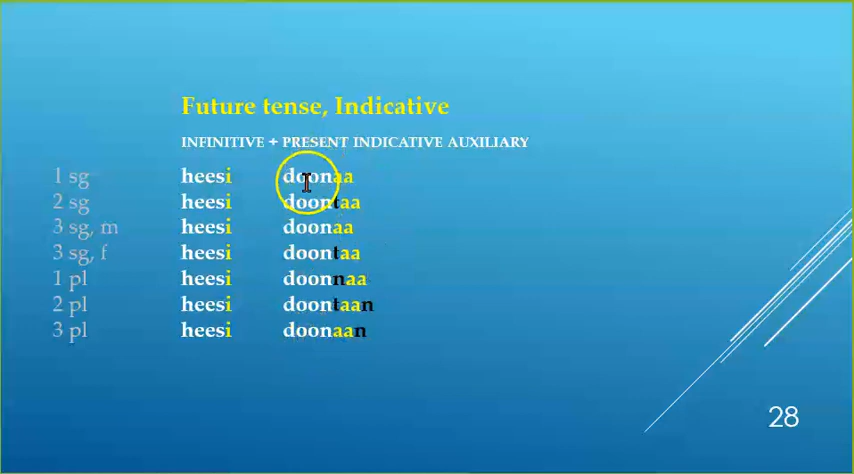 Future tense, Indicative
INFINITIVE + PRESENT INDICATIVE AUXILIARY
1 sg heesi doonaa
2 sg heesi doontaa
3 sg, m heesi doonaa
3 sg, f heesi doontaa
1 pl heesi doonnaa
2 pl heesi doontaan
3 pl heesi doonaan
28